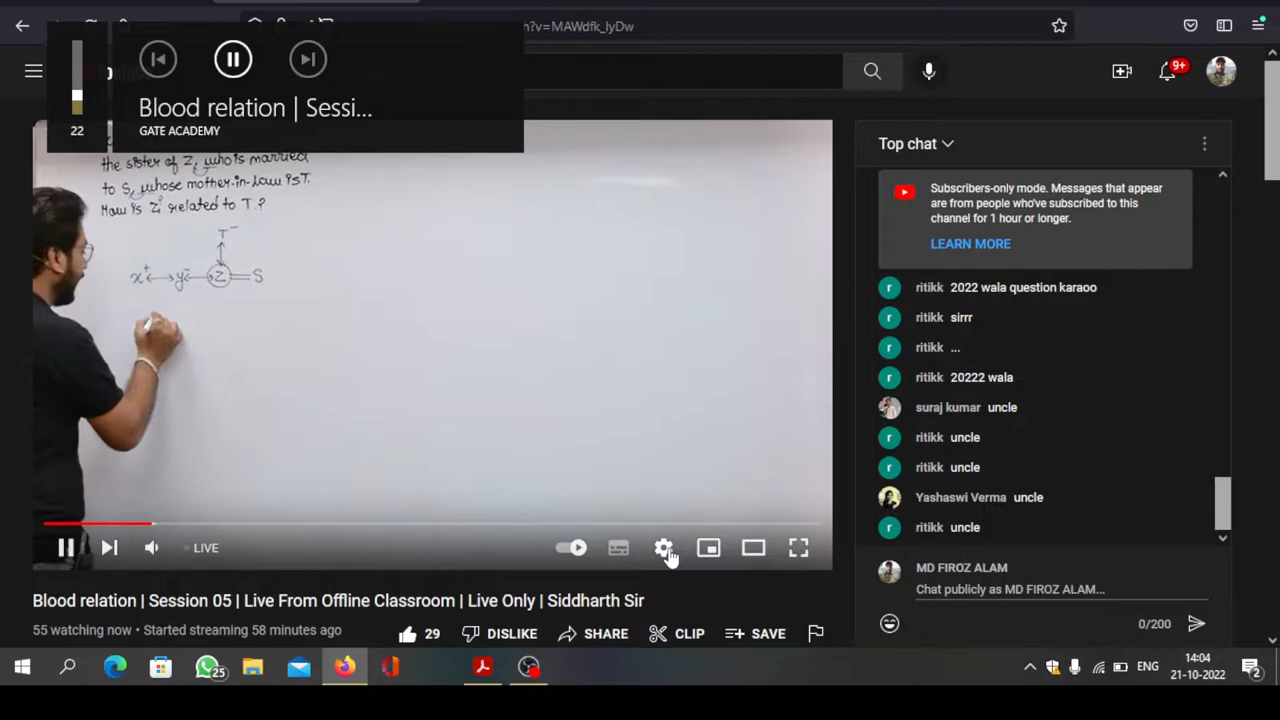 h?v=MAWdfk_lyDw
22
Blood relation | Sessi...
GATE ACADEMY
9+
the sister of Z, who is married
to S, whose mother-in-law is T.
How is Z related to T?
T-
x+ y- Z S
LIVE
Blood relation | Session 05 | Live From Offline Classroom | Live Only | Siddharth Sir
55 watching now • Started streaming 58 minutes ago
29
DISLIKE
SHARE
CLIP
SAVE
Top chat
Subscribers-only mode. Messages that appear
are from people who've subscribed to this
channel for 1 hour or longer.
LEARN MORE
r ritikk 2022 wala question karaoo
r ritikk sirrr
r ritikk ...
r ritikk 20222 wala
suraj kumar uncle
r ritikk uncle
r ritikk uncle
Yashaswi Verma uncle
r ritikk uncle
MD FIROZ ALAM
Chat publicly as MD FIROZ ALAM...
0/200
25
ENG
14:04
21-10-2022
2